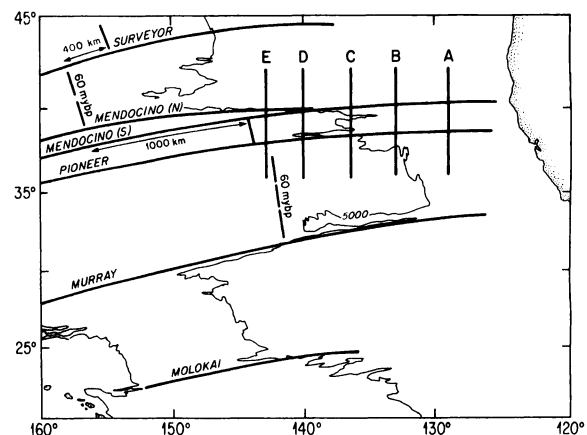 45°
400 km
SURVEYOR
E D C B A
60 mybp
MENDOCINO (N)
MENDOCINO (S)
1000 km
PIONEER
35°
60 mybp
5000
MURRAY
25°
MOLOKAI
160° 150° 140° 130° 120°